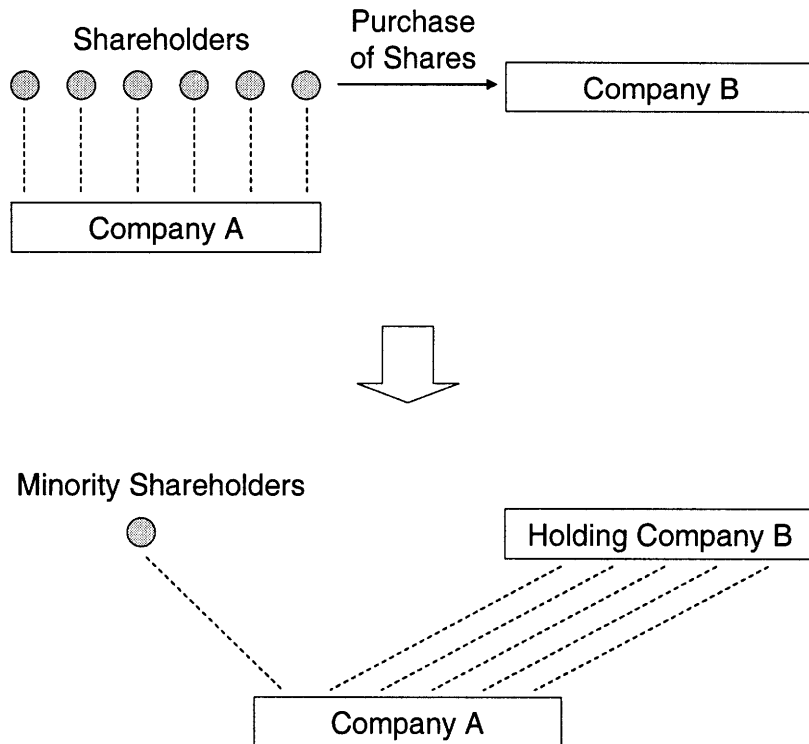 Shareholders
Purchase
of Shares
Company B
Company A
Minority Shareholders
Holding Company B
Company A